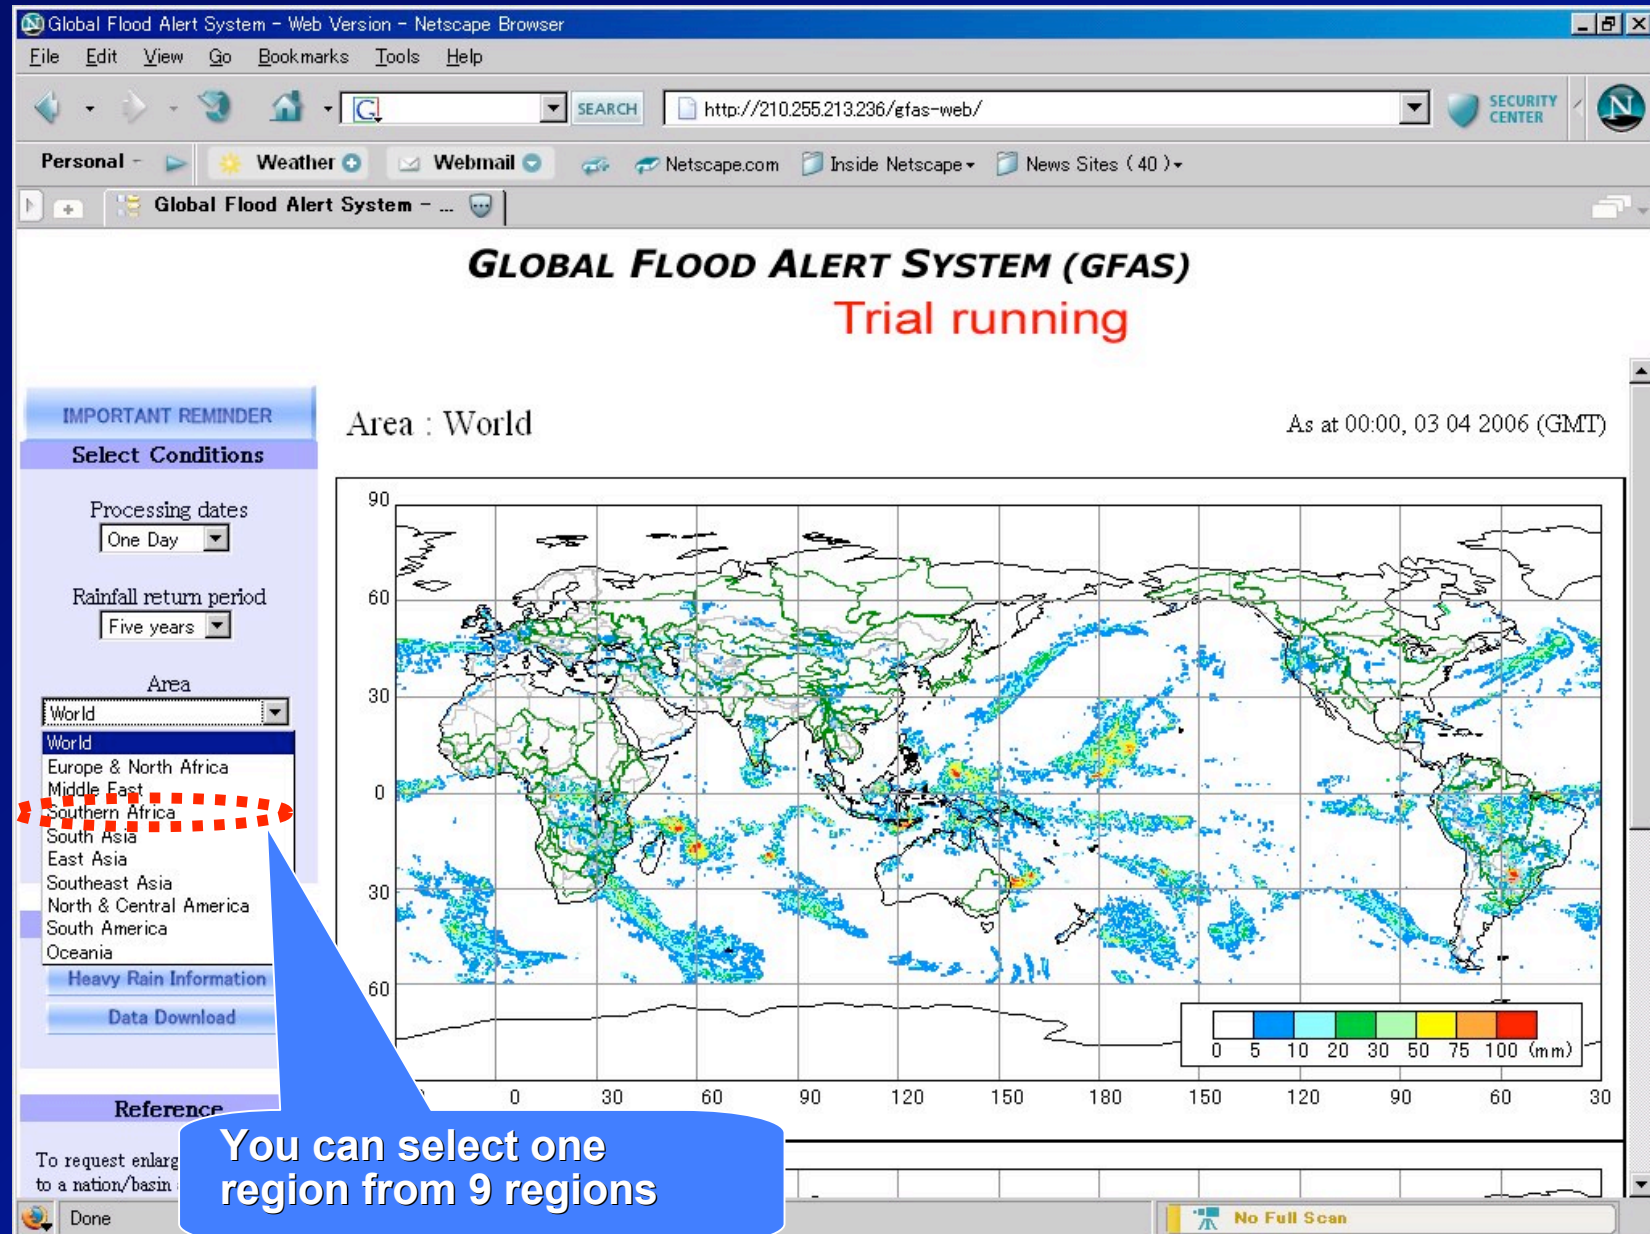 Global Flood Alert System - Web Version - Netscape Browser
File Edit View Go Bookmarks Tools Help
G SEARCH http://210.255.213.236/gfas-web/ SECURITY CENTER N
Personal Weather Webmail Netscape.com Inside Netscape News Sites (40)
Global Flood Alert System - ...
GLOBAL FLOOD ALERT SYSTEM (GFAS)
Trial running
IMPORTANT REMINDER
Select Conditions
Processing dates
One Day
Rainfall return period
Five years
Area
World
World
Europe & North Africa
Middle East
Southern Africa
South Asia
East Asia
Southeast Asia
North & Central America
South America
Oceania
Heavy Rain Information
Data Download
Reference
To request enlarg
to a nation/basin
Area : World
As at 00:00, 03 04 2006 (GMT)
90
60
30
0
30
60
0 5 10 20 30 50 75 100 (mm)
0 30 60 90 120 150 180 150 120 90 60 30
You can select one
region from 9 regions
Done
No Full Scan